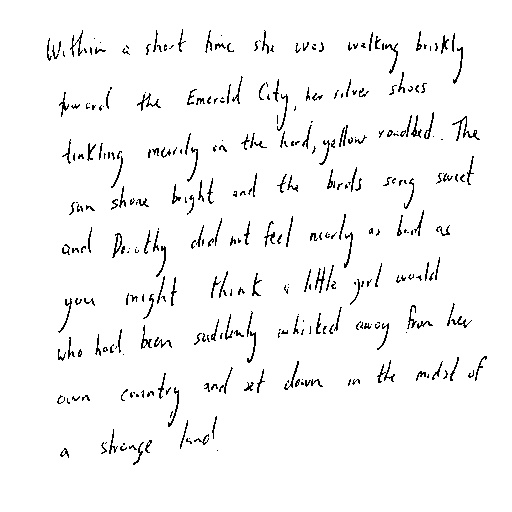 Within a short time she was walking briskly
toward the Emerald City, her silver shoes
tinkling merrily on the hard, yellow roadbed. The
sun shone bright and the birds sang sweet
and Dorothy did not feel nearly as bad as
you might think a little girl would
who had been suddenly whisked away from her
own country and set down in the midst of
a strange land.